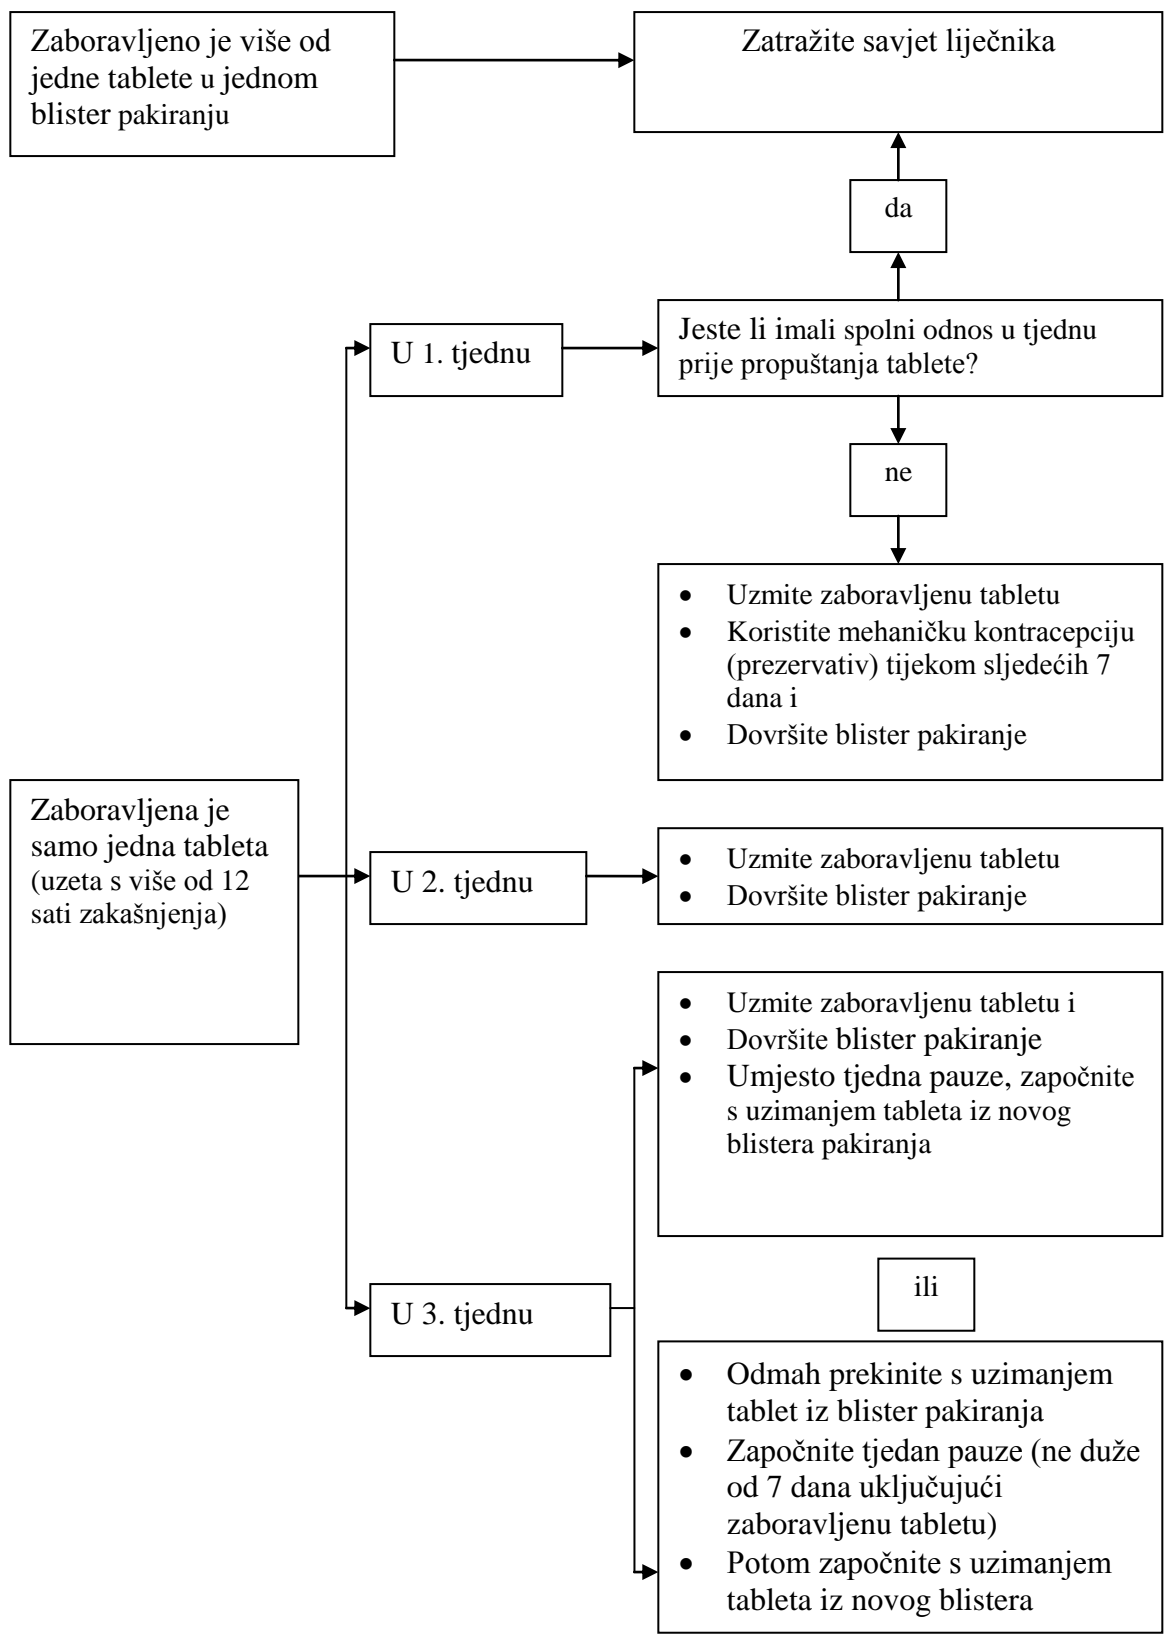 Zaboravljeno je više od
jedne tablete u jednom
blister pakiranju
Zatražite savjet liječnika
da
U 1. tjednu
Jeste li imali spolni odnos u tjednu
prije propuštanja tablete?
ne
• Uzmite zaboravljenu tabletu
• Koristite mehaničku kontracepciju
(prezervativ) tijekom sljedećih 7
dana i
• Dovršite blister pakiranje
Zaboravljena je
samo jedna tableta
(uzeta s više od 12
sati zakašnjenja)
U 2. tjednu
• Uzmite zaboravljenu tabletu
• Dovršite blister pakiranje
• Uzmite zaboravljenu tabletu i
• Dovršite blister pakiranje
• Umjesto tjedna pauze, započnite
s uzimanjem tableta iz novog
blistera pakiranja
U 3. tjednu
ili
• Odmah prekinite s uzimanjem
tablet iz blister pakiranja
• Započnite tjedan pauze (ne duže
od 7 dana uključujući
zaboravljenu tabletu)
• Potom započnite s uzimanjem
tableta iz novog blistera